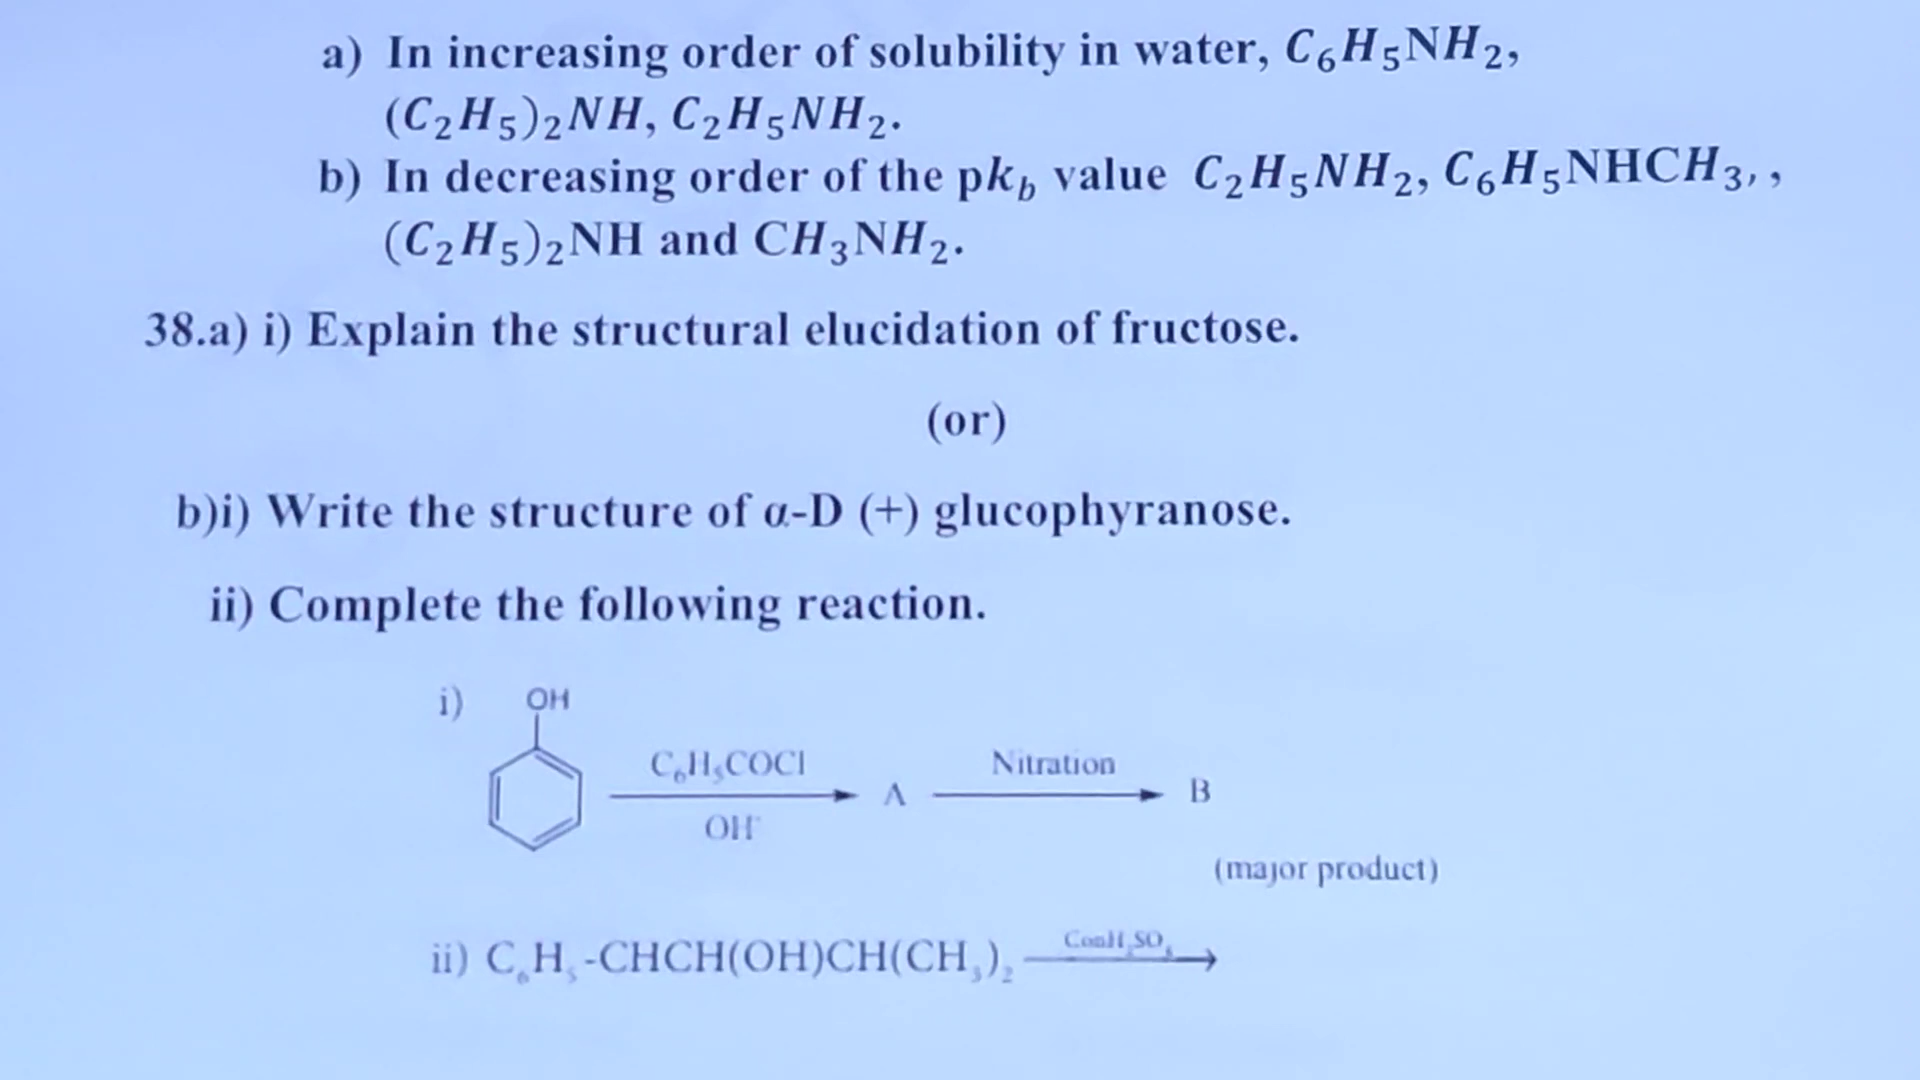 a) In increasing order of solubility in water, C₆H₅NH₂,
(C₂H₅)₂NH, C₂H₅NH₂.
b) In decreasing order of the pk_b value C₂H₅NH₂, C₆H₅NHCH₃, ,
(C₂H₅)₂NH and CH₃NH₂.
38.a) i) Explain the structural elucidation of fructose.
(or)
b)i) Write the structure of α-D (+) glucophyranose.
ii) Complete the following reaction.
i) OH
C₆H₅COCl Nitration
A B
OH⁻
(major product)
ii) C₆H₅-CHCH(OH)CH(CH₃)₂ ConH₂SO₄